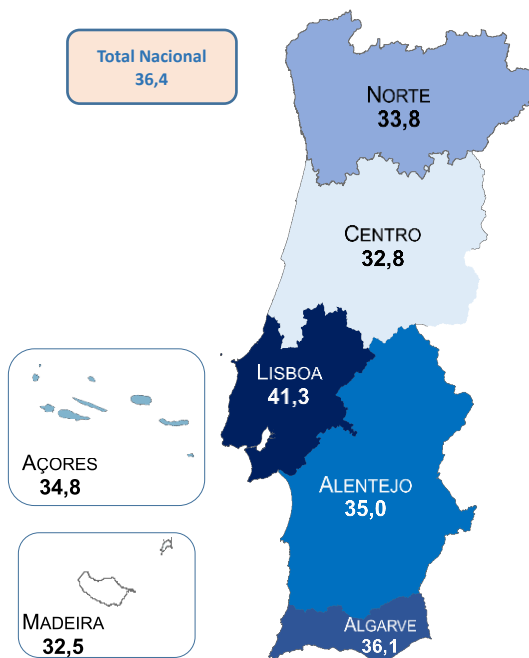 Total Nacional
36,4
NORTE
33,8
CENTRO
32,8
LISBOA
41,3
AÇORES
34,8
ALENTEJO
35,0
MADEIRA
32,5
ALGARVE
36,1